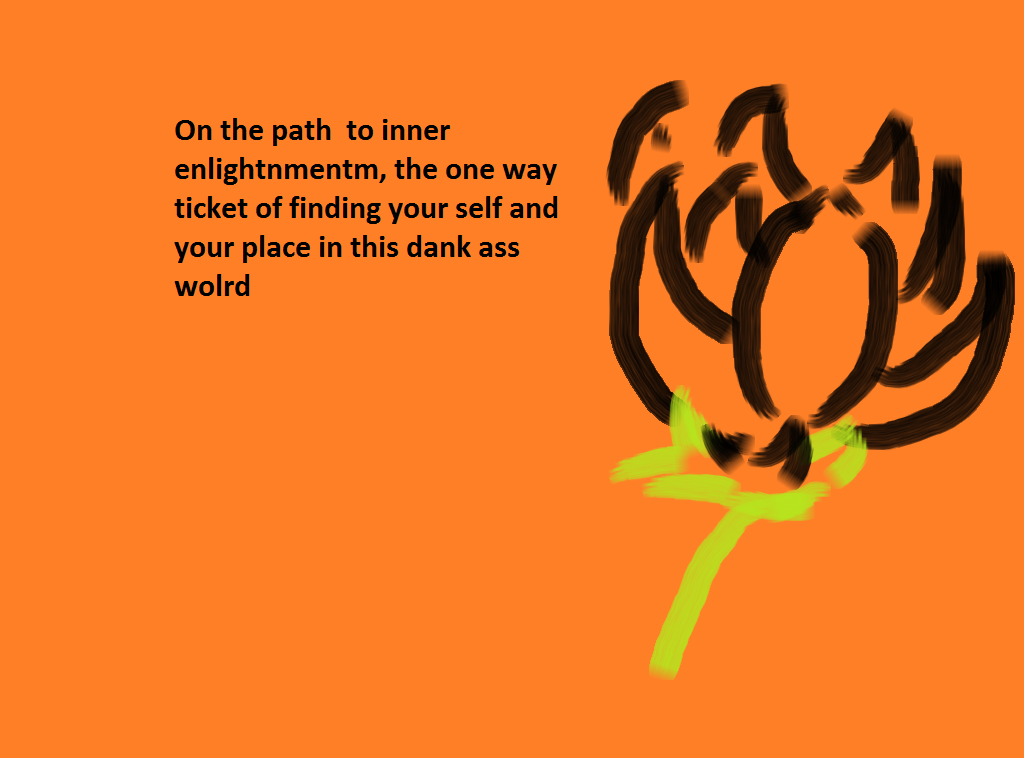 On the path  to inner
enlightnmentm, the one way
ticket of finding your self and
your place in this dank ass
wolrd